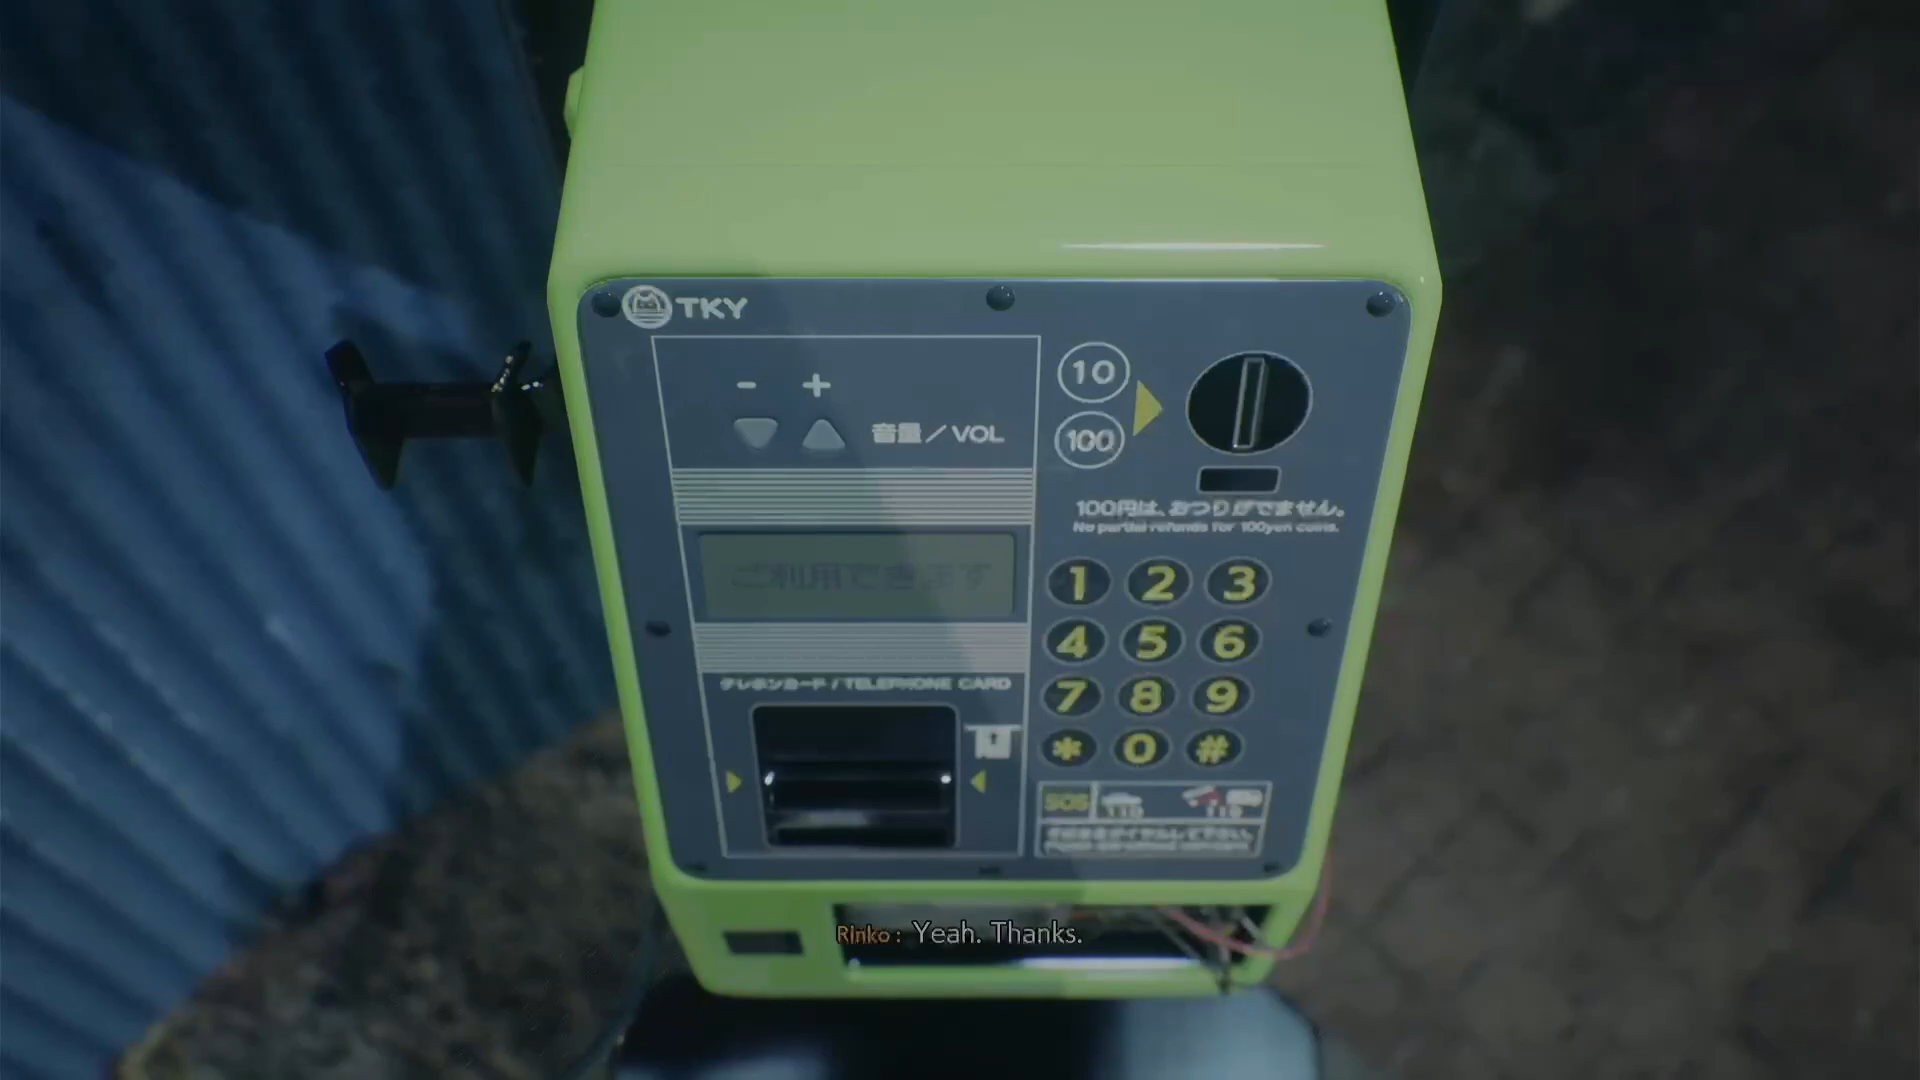 TKY
- +
音量/VOL
10
100
100円は、おつりがでません。
No partial refunds for 100yen coins.
ご利用できます
1 2 3
4 5 6
7 8 9
* 0 #
テレホンカード/TELEPHONE CARD
SOS 110 119
Rinko: Yeah. Thanks.